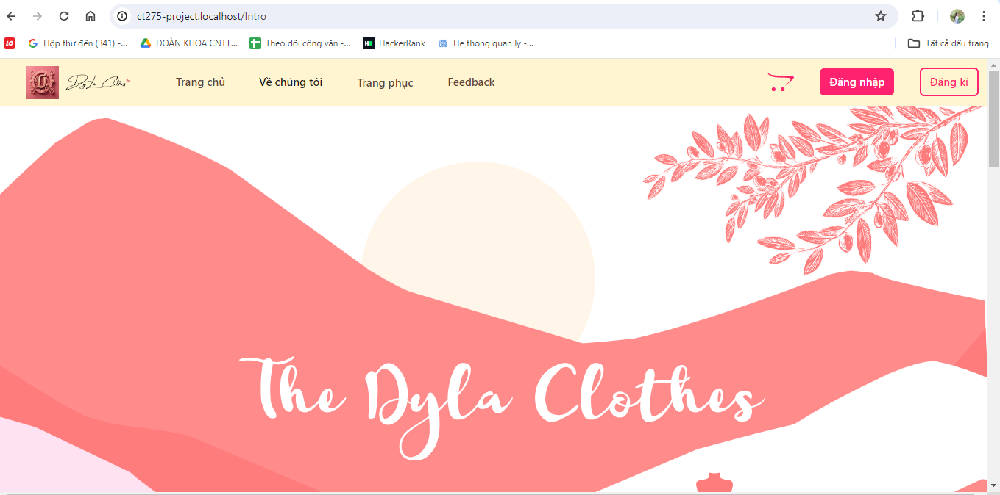 ct275-project.localhost/Intro
LO
Hộp thư đến (341) -...
ĐOÀN KHOA CNTT...
Theo dõi công văn -...
HackerRank
He thong quan ly -...
Tất cả dấu trang
DyLa Clothes
Trang chủ
Về chúng tôi
Trang phục
Feedback
Đăng nhập
Đăng kí
The Dyla Clothes